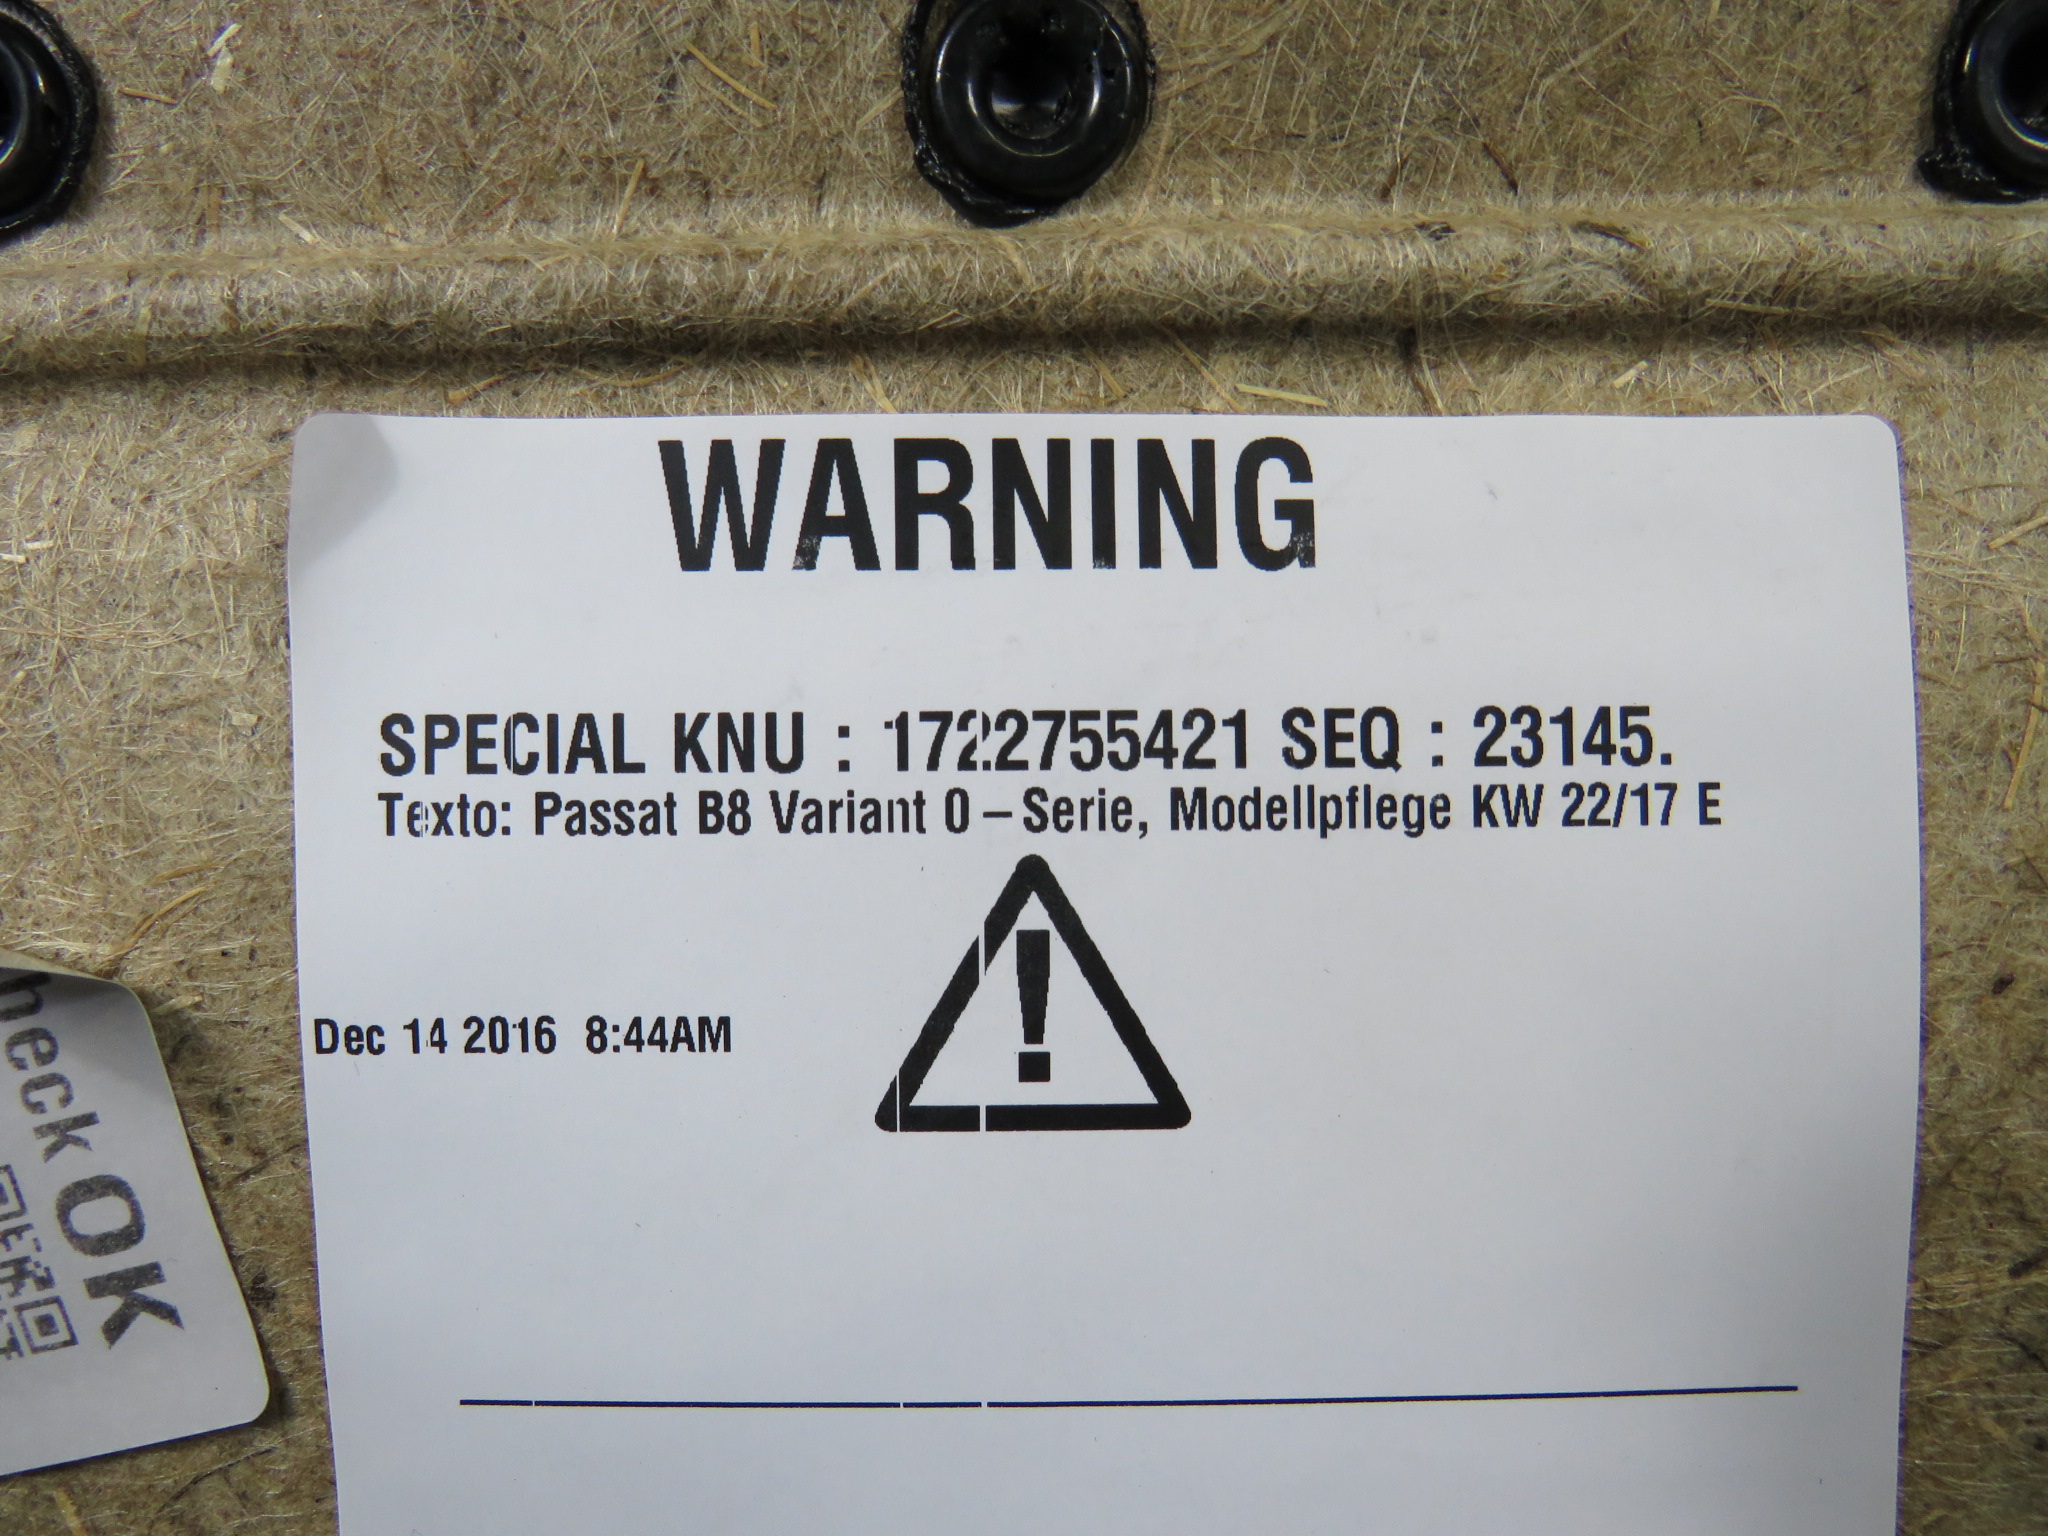 WARNING
SPECIAL KNU : 1722755421 SEQ : 23145.
Texto: Passat B8 Variant 0 – Serie, Modellpflege KW 22/17 E
Dec 14 2016 8:44AM
OK